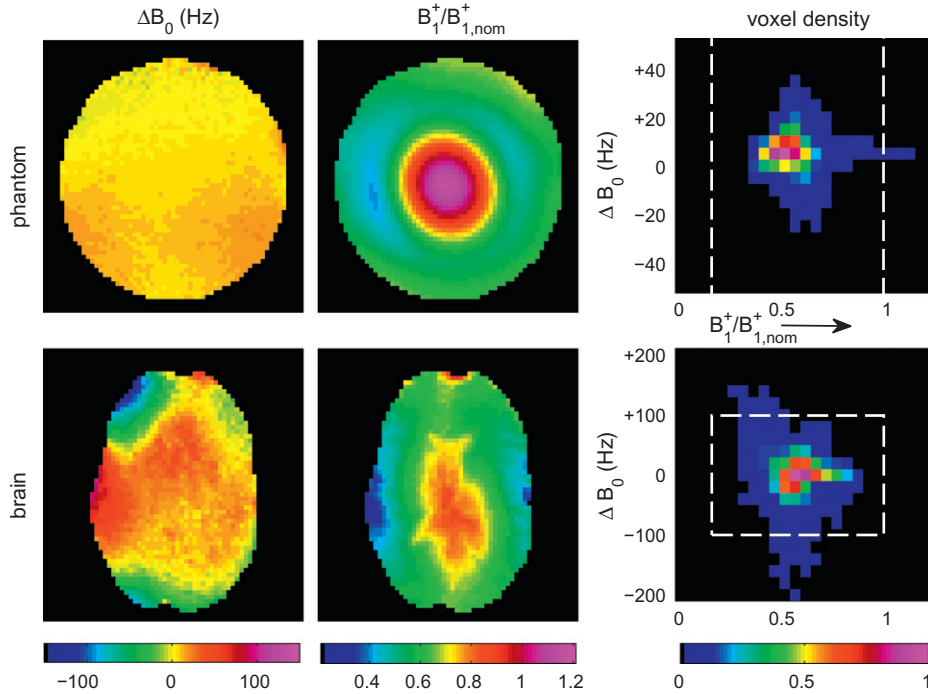 ΔB₀ (Hz)
B₁⁺/B₁,nom⁺
voxel density
phantom
Δ B₀ (Hz)
+40
+20
0
−20
−40
0 0.5 1
B₁⁺/B₁,nom⁺
brain
Δ B₀ (Hz)
+200
+100
0
−100
−200
0 0.5 1
−100 0 100
0.4 0.6 0.8 1 1.2
0 0.5 1